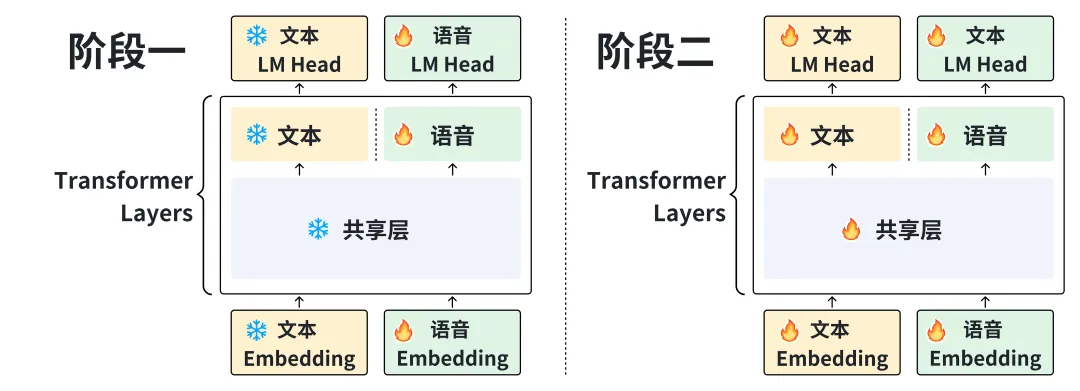 阶段一
文本
LM Head
语音
LM Head
文本
语音
Transformer
Layers
共享层
文本
Embedding
语音
Embedding
阶段二
文本
LM Head
文本
LM Head
文本
语音
Transformer
Layers
共享层
文本
Embedding
语音
Embedding